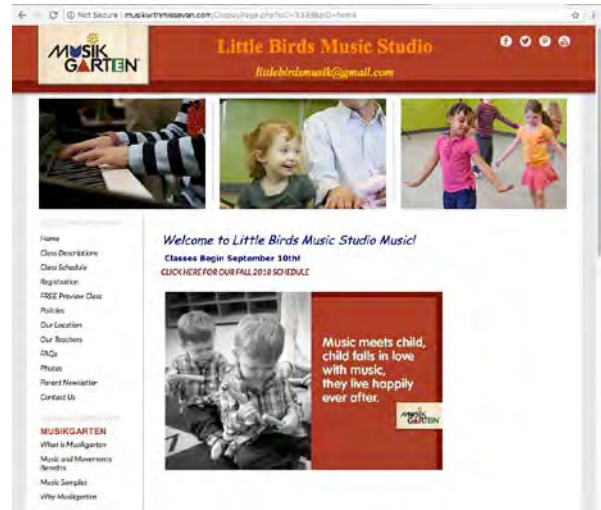 Not Secure | musikwithmissevan.com/
MUSIK
GARTEN
Little Birds Music Studio
littlebirdsmusik@gmail.com
Home
Class Descriptions
Class Schedule
Registration
FREE Preview Class
Policies
Our Location
Our Teachers
FAQs
Photos
Parent Newsletter
Contact Us
MUSIKGARTEN
What is Musikgarten
Music and Movements
Benefits
Music Samples
Why Musikgarten
Welcome to Little Birds Music Studio Music!
Classes Begin September 10th!
CLICK HERE FOR OUR FALL 2018 SCHEDULE
Music meets child,
child falls in love
with music,
they live happily
ever after.
MUSIK
GARTEN